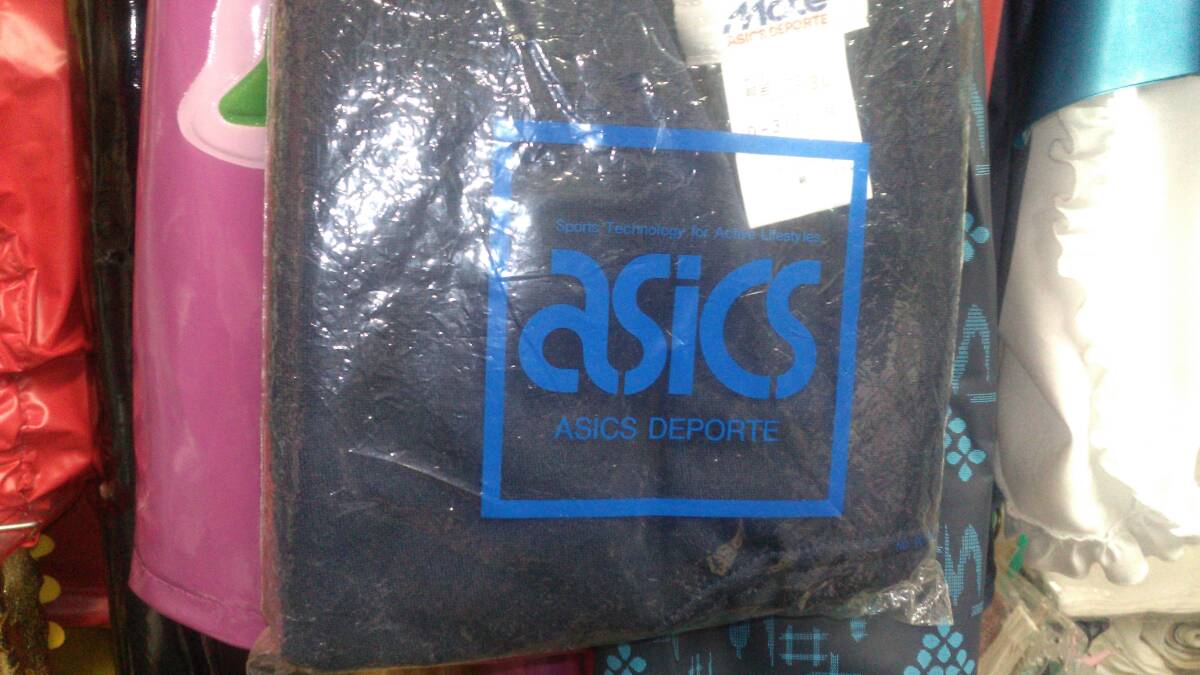 ASICS DEPORTE
Sports Technology for Active Lifestyles
asics
ASICS DEPORTE